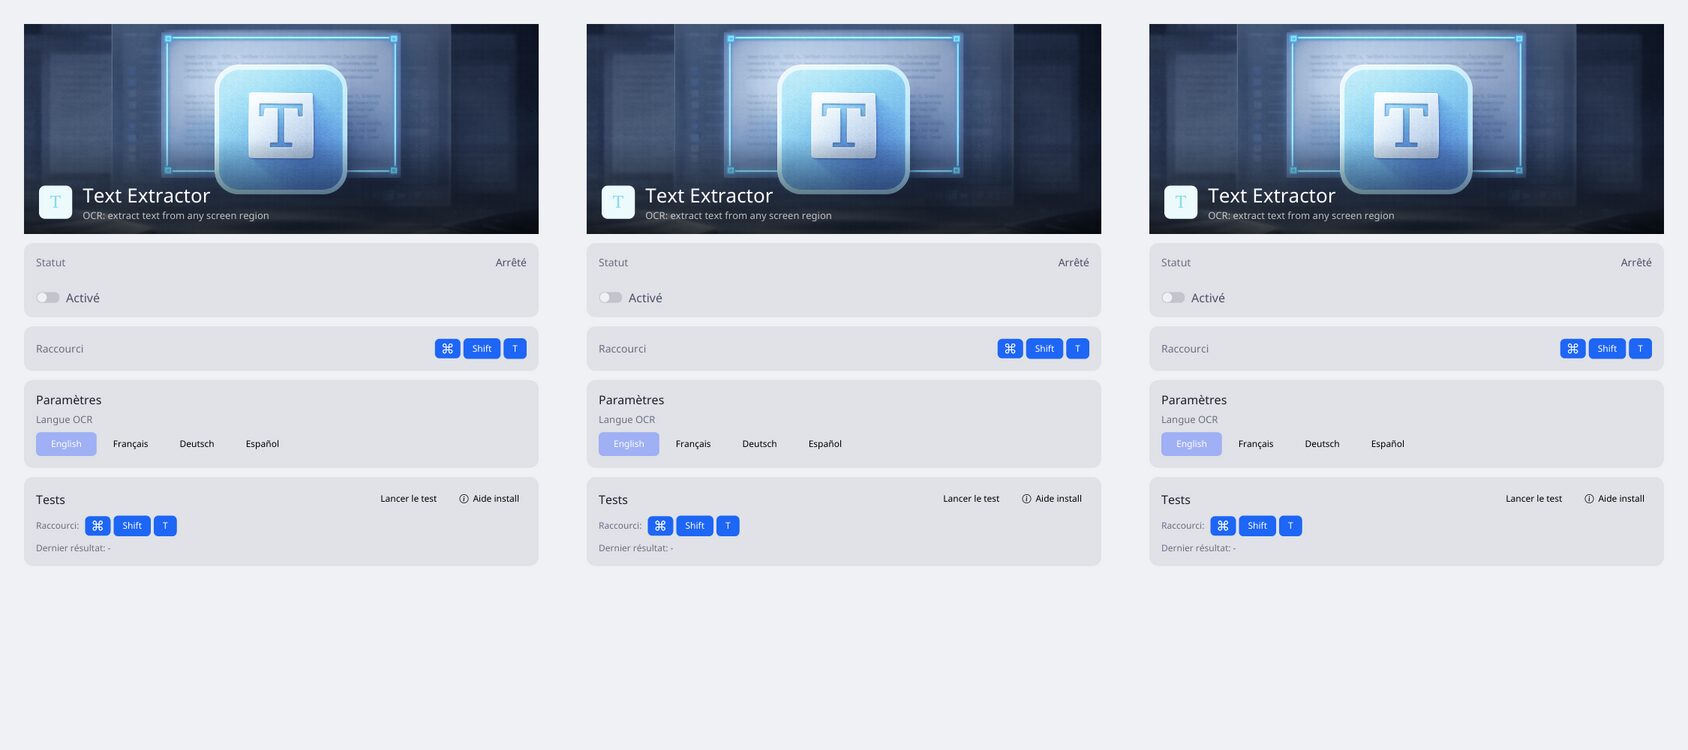 T
T
Text Extractor
OCR: extract text from any screen region
Statut Arrêté
Activé
Raccourci ⌘ Shift T
Paramètres
Langue OCR
English Français Deutsch Español
Tests Lancer le test Aide install
Raccourci: ⌘ Shift T
Dernier résultat: -
T
T
Text Extractor
OCR: extract text from any screen region
Statut Arrêté
Activé
Raccourci ⌘ Shift T
Paramètres
Langue OCR
English Français Deutsch Español
Tests Lancer le test Aide install
Raccourci: ⌘ Shift T
Dernier résultat: -
T
T
Text Extractor
OCR: extract text from any screen region
Statut Arrêté
Activé
Raccourci ⌘ Shift T
Paramètres
Langue OCR
English Français Deutsch Español
Tests Lancer le test Aide install
Raccourci: ⌘ Shift T
Dernier résultat: -